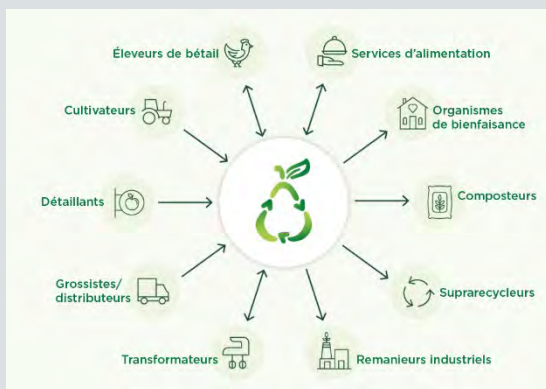 Éleveurs de bétail
Services d'alimentation
Cultivateurs
Organismes
de bienfaisance
Détaillants
Composteurs
Grossistes/
distributeurs
Suprarecycleurs
Transformateurs
Remanieurs industriels